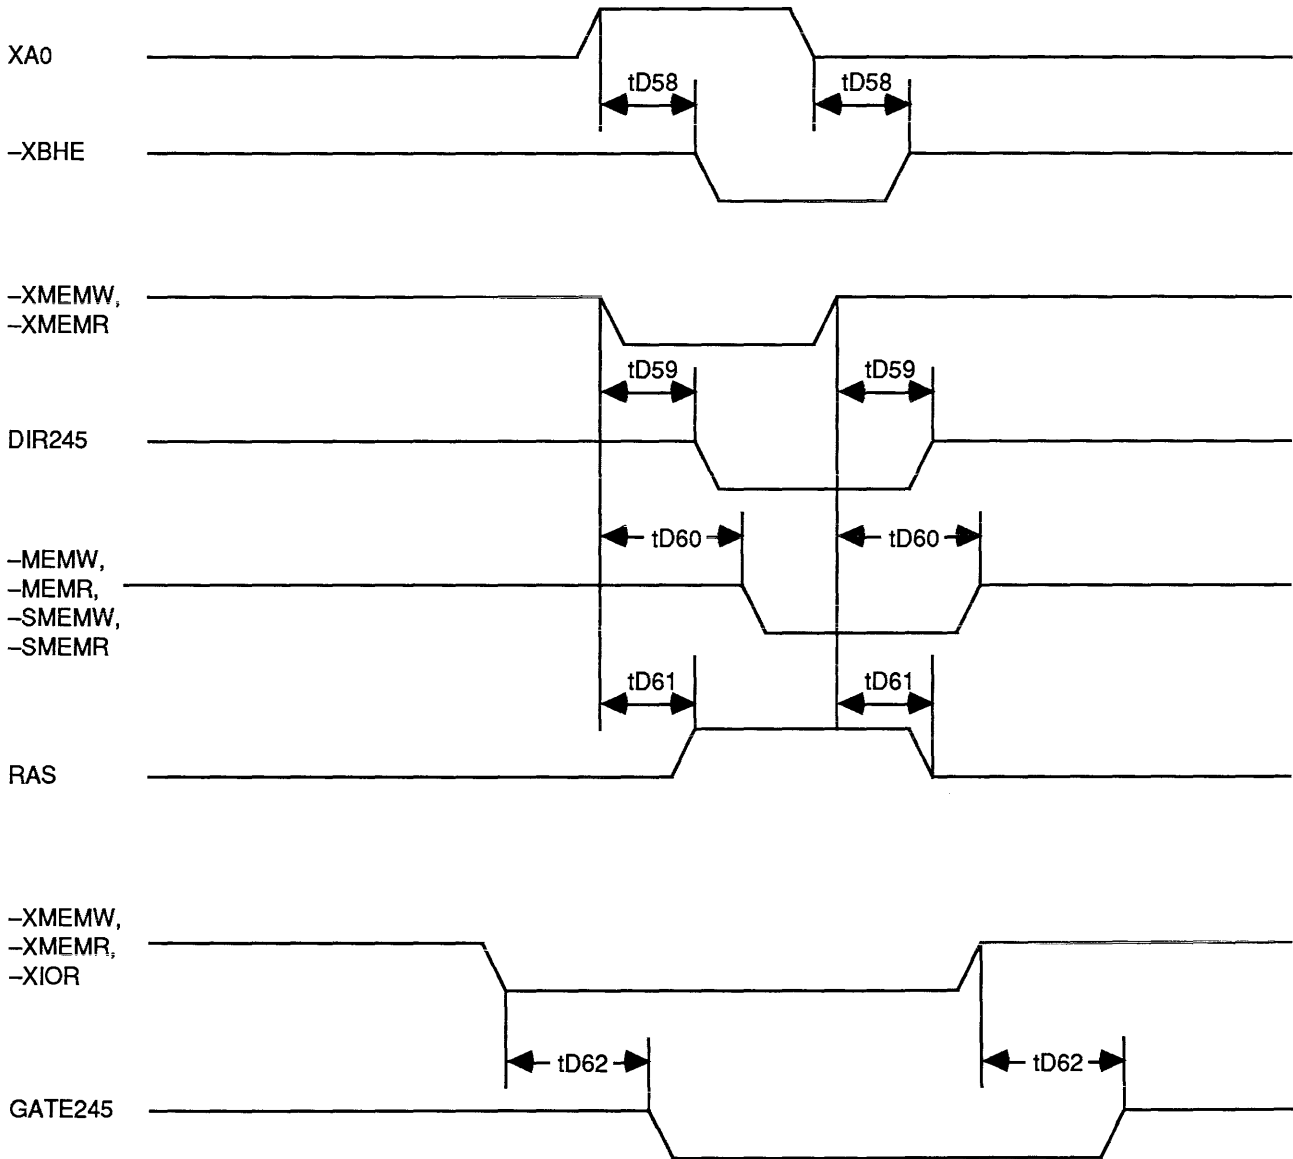 XA0
tD58
tD58
–XBHE
–XMEMW,
–XMEMR
tD59
tD59
DIR245
tD60
tD60
–MEMW,
–MEMR,
–SMEMW,
–SMEMR
tD61
tD61
RAS
–XMEMW,
–XMEMR,
–XIOR
tD62
tD62
GATE245